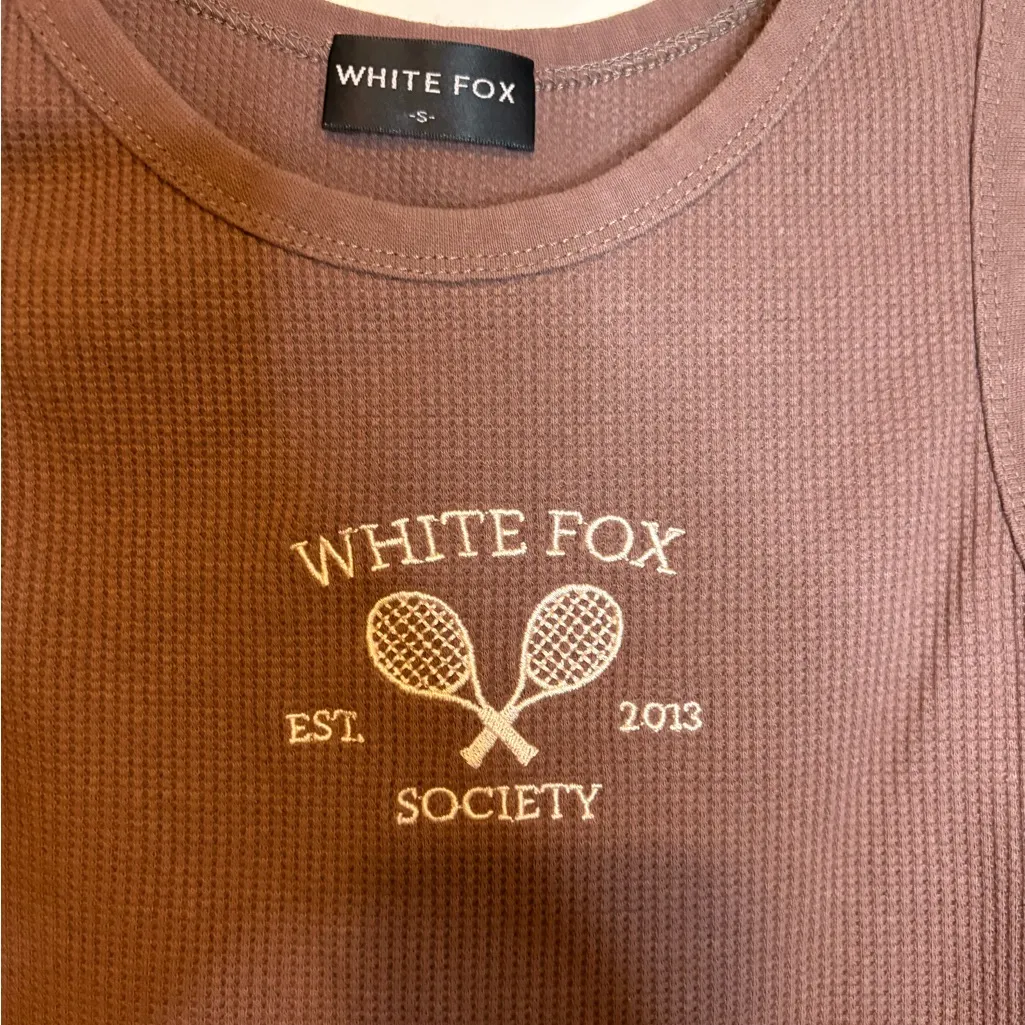 WHITE FOX
-S-
WHITE FOX
EST. 2013
SOCIETY